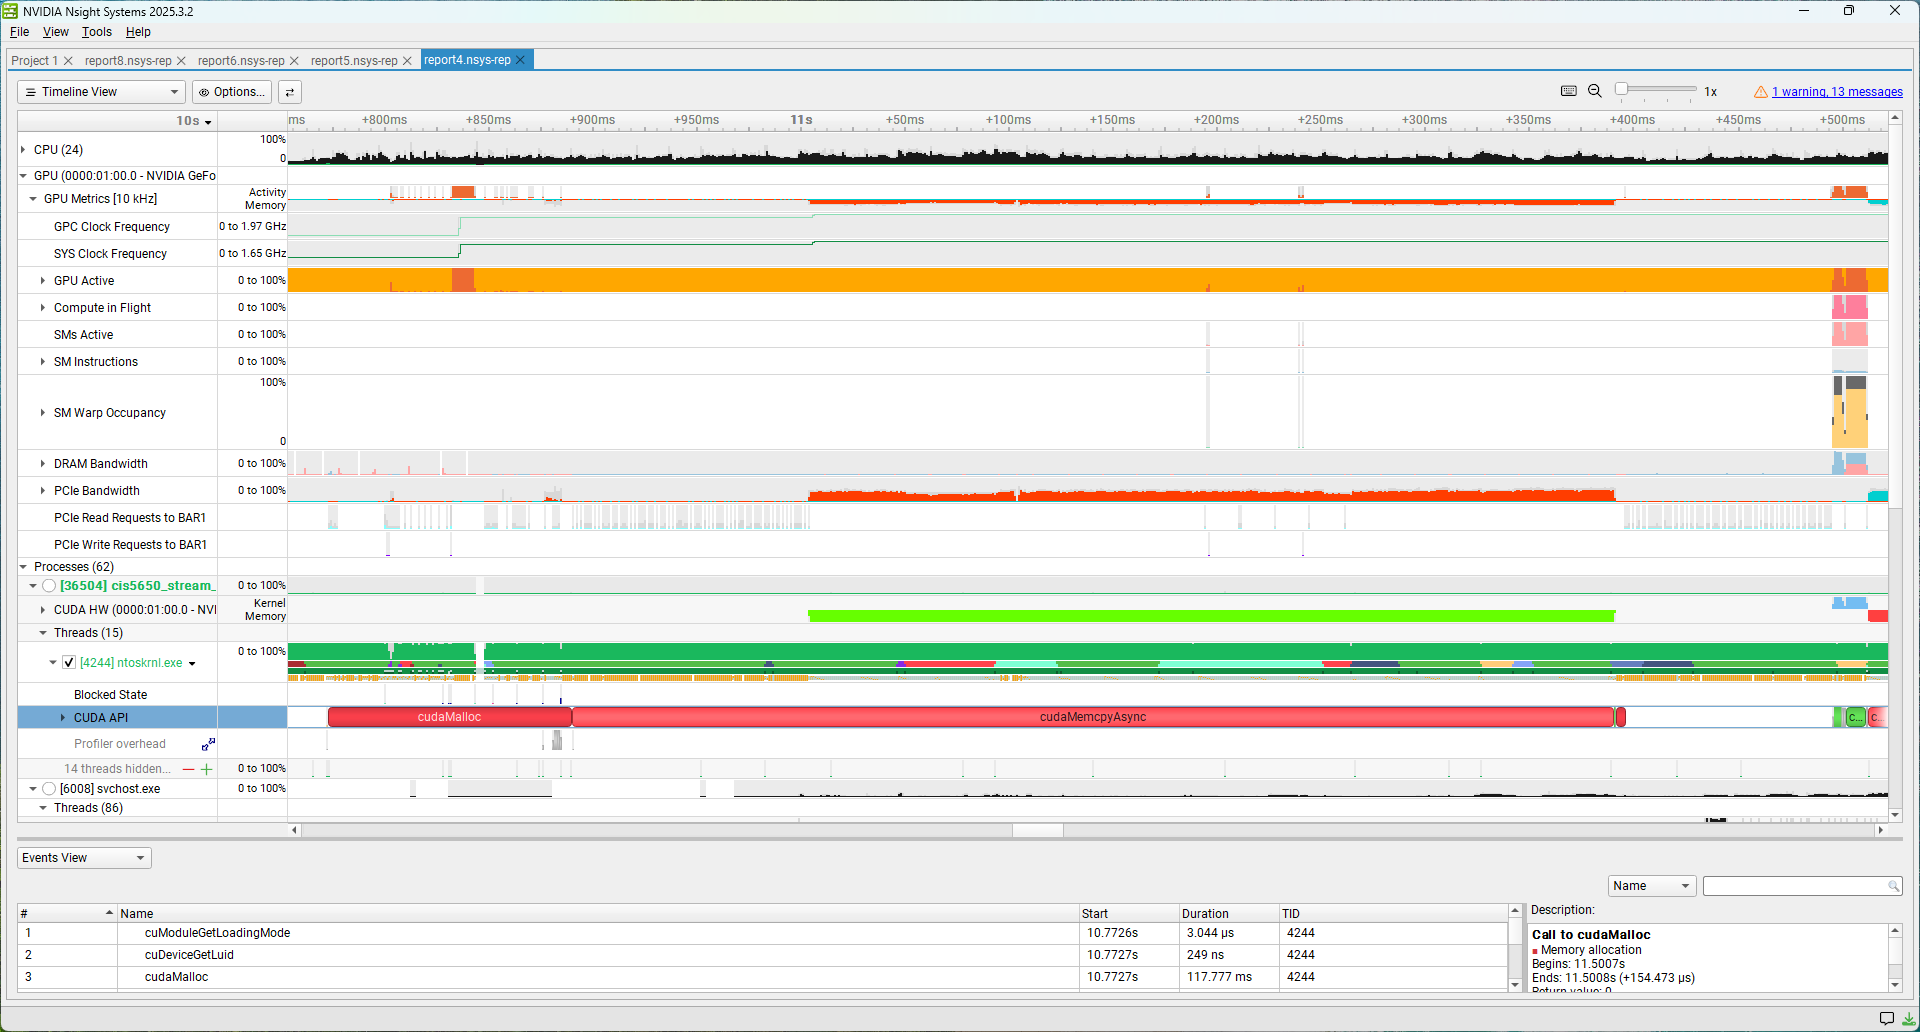 NVIDIA Nsight Systems 2025.3.2
File View Tools Help
Project 1 report8.nsys-rep report6.nsys-rep report5.nsys-rep report4.nsys-rep
Timeline View Options... 1x 1 warning, 13 messages
10s ms +800ms +850ms +900ms +950ms 11s +50ms +100ms +150ms +200ms +250ms +300ms +350ms +400ms +450ms +500ms
CPU (24) 100% 0
GPU (0000:01:00.0 - NVIDIA GeFo
GPU Metrics [10 kHz] Activity Memory
GPC Clock Frequency 0 to 1.97 GHz
SYS Clock Frequency 0 to 1.65 GHz
GPU Active 0 to 100%
Compute in Flight 0 to 100%
SMs Active 0 to 100%
SM Instructions 0 to 100%
SM Warp Occupancy 100% 0
DRAM Bandwidth 0 to 100%
PCIe Bandwidth 0 to 100%
PCIe Read Requests to BAR1
PCIe Write Requests to BAR1
Processes (62)
[36504] cis5650_stream_ 0 to 100%
CUDA HW (0000:01:00.0 - NVI Kernel Memory
Threads (15)
[4244] ntoskrnl.exe 0 to 100%
Blocked State
CUDA API cudaMalloc cudaMemcpyAsync c... c...
Profiler overhead
14 threads hidden... 0 to 100%
[6008] svchost.exe 0 to 100%
Threads (86)
Events View
Name
# Name Start Duration TID
1 cuModuleGetLoadingMode 10.7726s 3.044 μs 4244
2 cuDeviceGetLuid 10.7727s 249 ns 4244
3 cudaMalloc 10.7727s 117.777 ms 4244
Description:
Call to cudaMalloc
Memory allocation
Begins: 11.5007s
Ends: 11.5008s (+154.473 μs)
Return value: 0